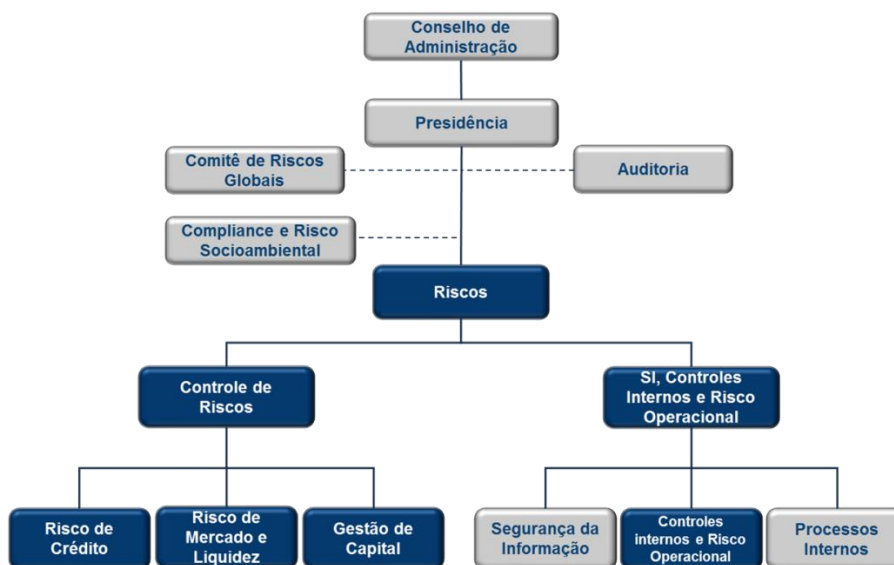 Conselho de
Administração
Presidência
Comitê de Riscos
Globais
Auditoria
Compliance e Risco
Socioambiental
Riscos
Controle de
Riscos
SI, Controles
Internos e Risco
Operacional
Risco de
Crédito
Risco de
Mercado e
Liquidez
Gestão de
Capital
Segurança da
Informação
Controles
internos e Risco
Operacional
Processos
Internos